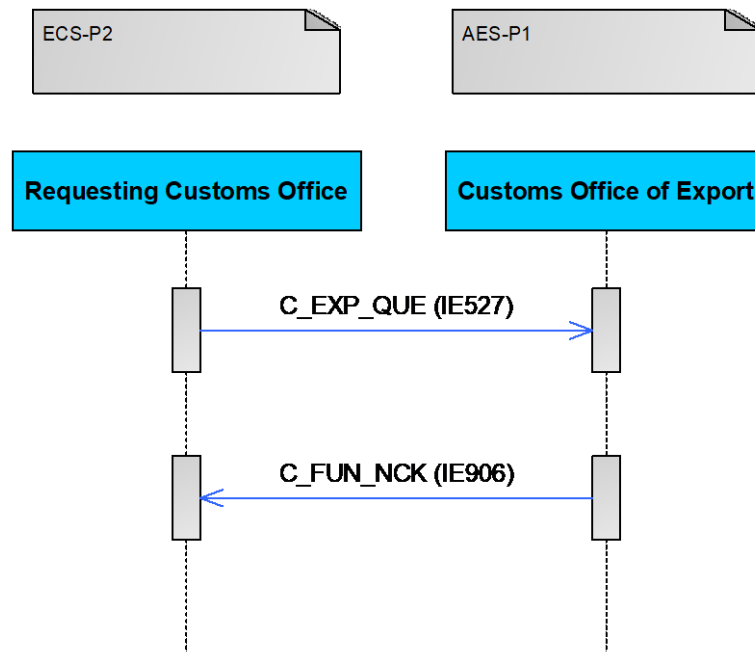 ECS-P2
AES-P1
Requesting Customs Office
Customs Office of Export
C_EXP_QUE (IE527)
C_FUN_NCK (IE906)